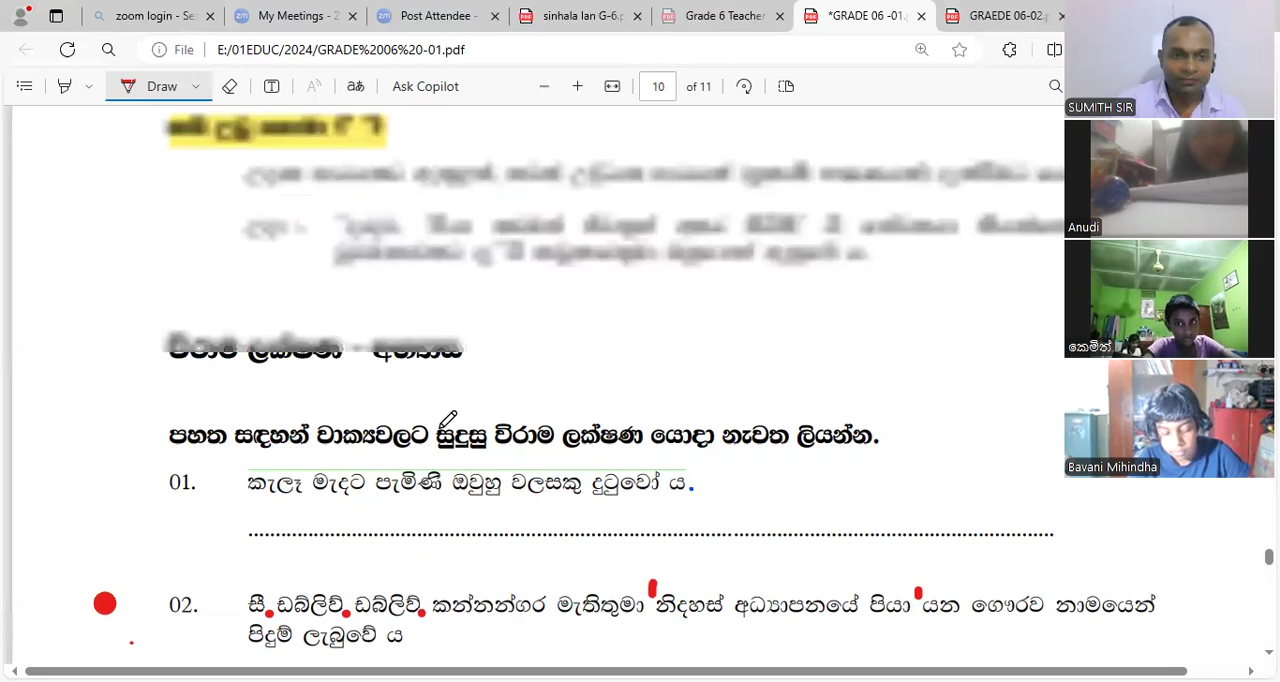 zoom login - Se
My Meetings - Z
Post Attendee -
sinhala lan G-6.p
Grade 6 Teacher
*GRADE 06 -01.p
GRAEDE 06-02.p
File E:/01EDUC/2024/GRADE%2006%20-01.pdf
Draw Ask Copilot 10 of 11
SUMITH SIR
Anudi
කෙමිත්
Bavani Mihindha
විරාම ලක්ෂණ - අභ්‍යාස
පහත සඳහන් වාක්‍යවලට සුදුසු විරාම ලක්ෂණ යොදා නැවත ලියන්න.
01. කැලෑ මැදට පැමිණි ඔවුහු වලසකු දුටුවෝ ය.
02. සී. ඩබ්ලිව්. ඩබ්ලිව්. කන්නන්ගර මැතිතුමා 'නිදහස් අධ්‍යාපනයේ පියා' යන ගෞරව නාමයෙන්
පිදුම් ලැබුවේ ය